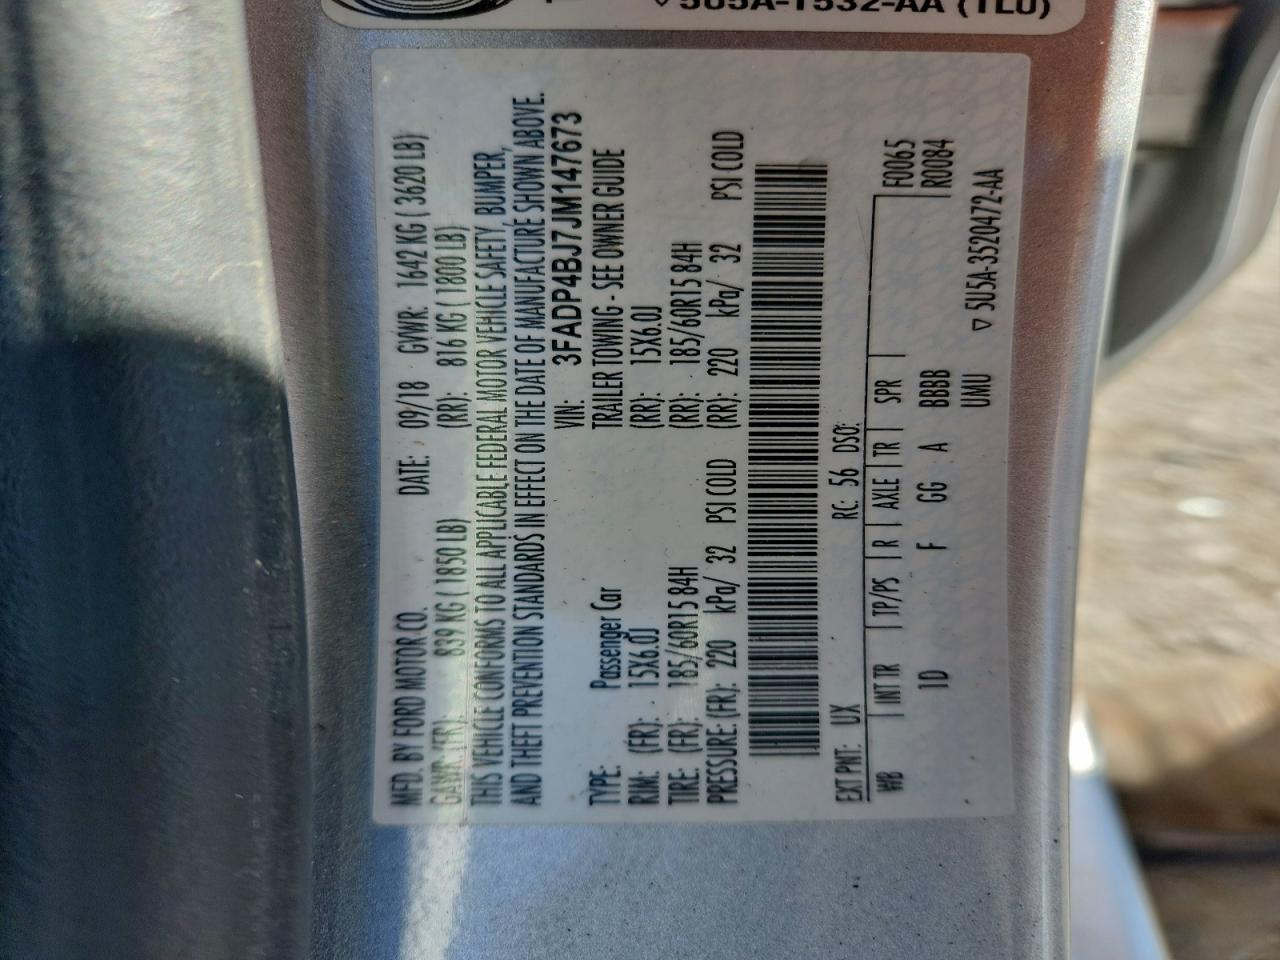 5U5A-1532-AA (TLU)
MFD. BY FORD MOTOR CO. DATE: 09/18 GVWR: 1642 KG ( 3620 LB)
GAWR: (FR): 839 KG ( 1850 LB) (RR): 816 KG ( 1800 LB)
THIS VEHICLE CONFORMS TO ALL APPLICABLE FEDERAL MOTOR VEHICLE SAFETY, BUMPER,
AND THEFT PREVENTION STANDARDS IN EFFECT ON THE DATE OF MANUFACTURE SHOWN ABOVE.
VIN: 3FADP4BJ7JM147673
TYPE: Passenger Car TRAILER TOWING - SEE OWNER GUIDE
RIM: (FR): 15X6.0J (RR): 15X6.0J
TIRE: (FR): 185/60R15 84H (RR): 185/60R15 84H
PRESSURE: (FR): 220 kPa/ 32 PSI COLD (RR): 220 kPa/ 32 PSI COLD
EXT PNT: UX RC: 56 DSO:
WB INT TR TP/PS R AXLE TR SPR F0065
1D F GG A BBBB R0084
UMU ▽ 5U5A-3520472-AA